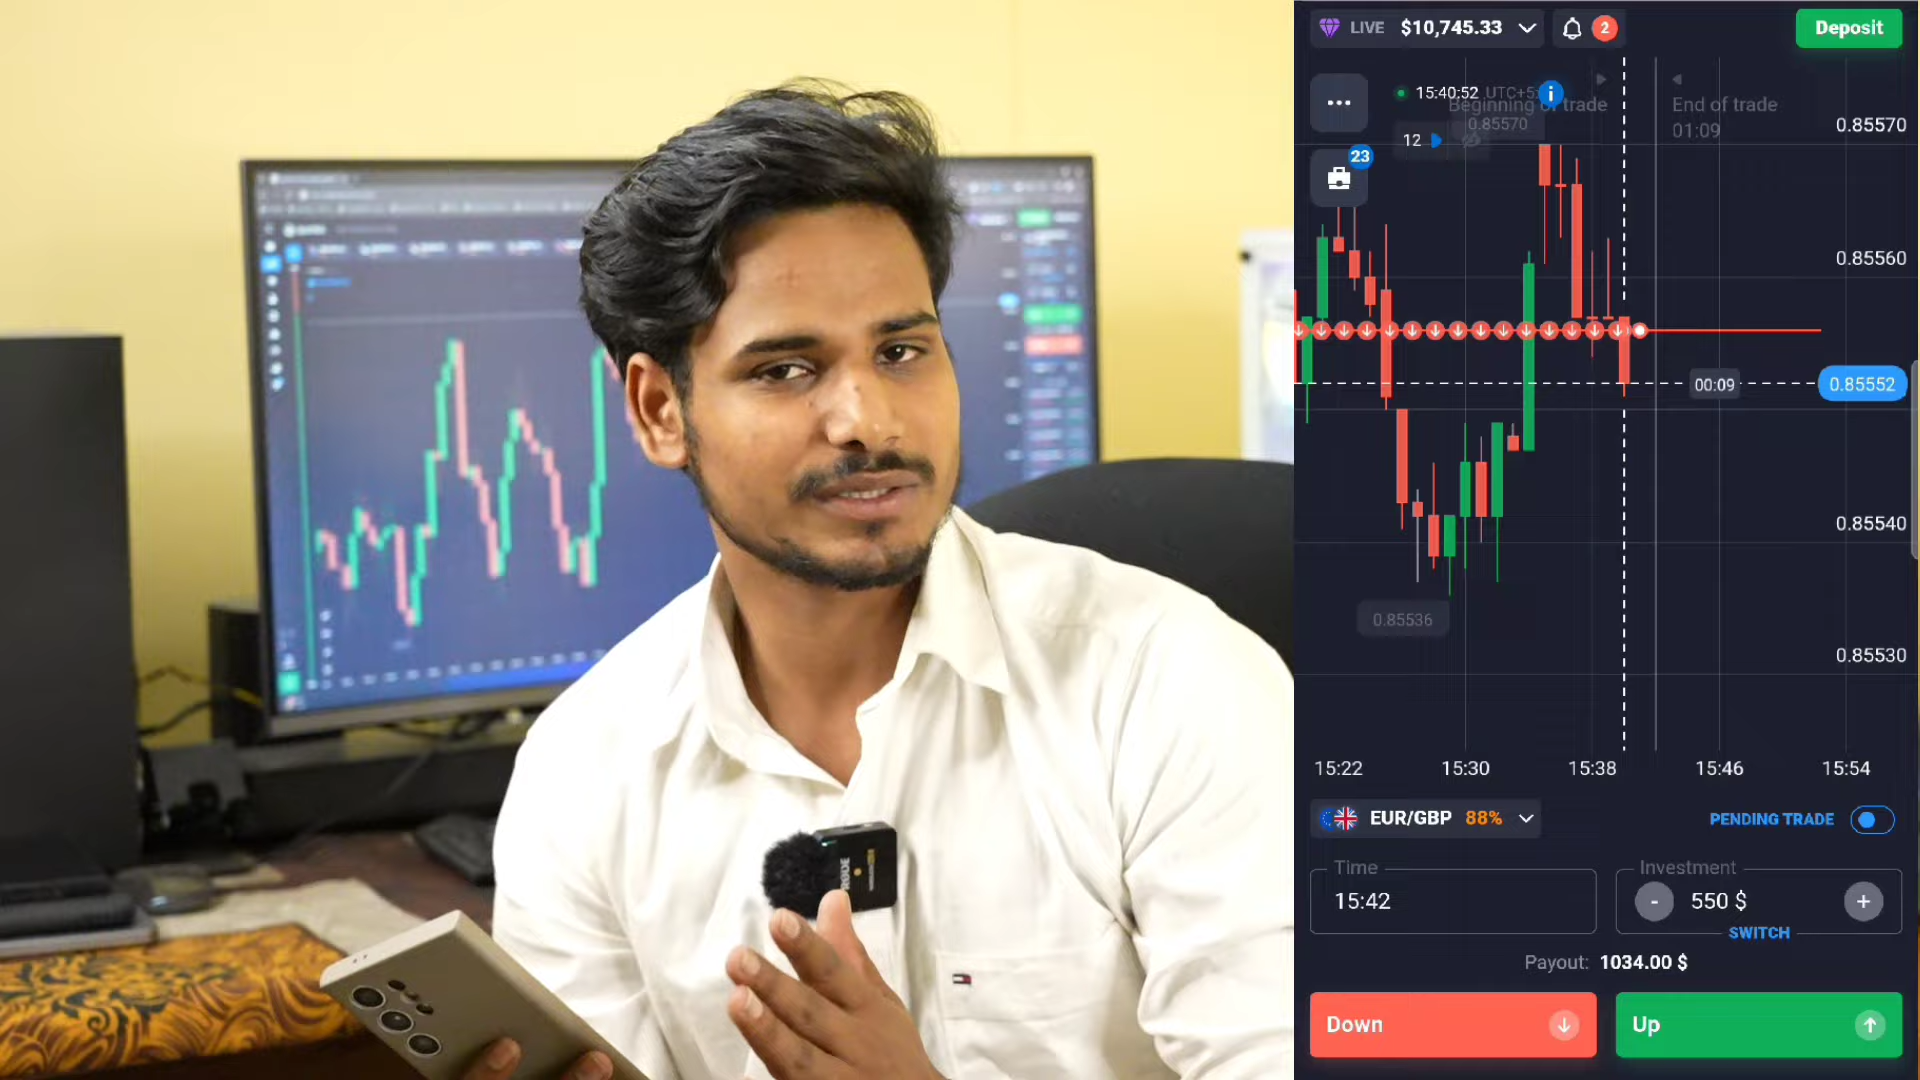 LIVE $10,745.33
2
Deposit
15:40:52 UTC+5:
Beginning of trade
End of trade
01:09
0.85570
0.85570
12
23
0.85560
00:09
0.85552
0.85540
0.85536
0.85530
15:22 15:30 15:38 15:46 15:54
EUR/GBP 88%
PENDING TRADE
Time
15:42
Investment
- 550 $ +
SWITCH
Payout: 1034.00 $
Down
Up
RØDE